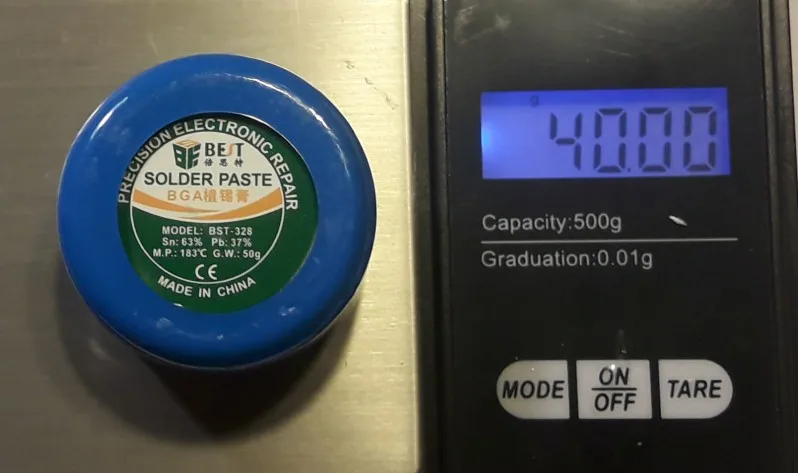 PRECISION ELECTRONIC REPAIR
BEST
倍思特
SOLDER PASTE
BGA植锡膏
MODEL: BST-328
Sn: 63% Pb: 37%
M.P.: 183℃ G.W.: 50g
CE
MADE IN CHINA
g
40.00
Capacity:500g
Graduation:0.01g
MODE
ON
OFF
TARE